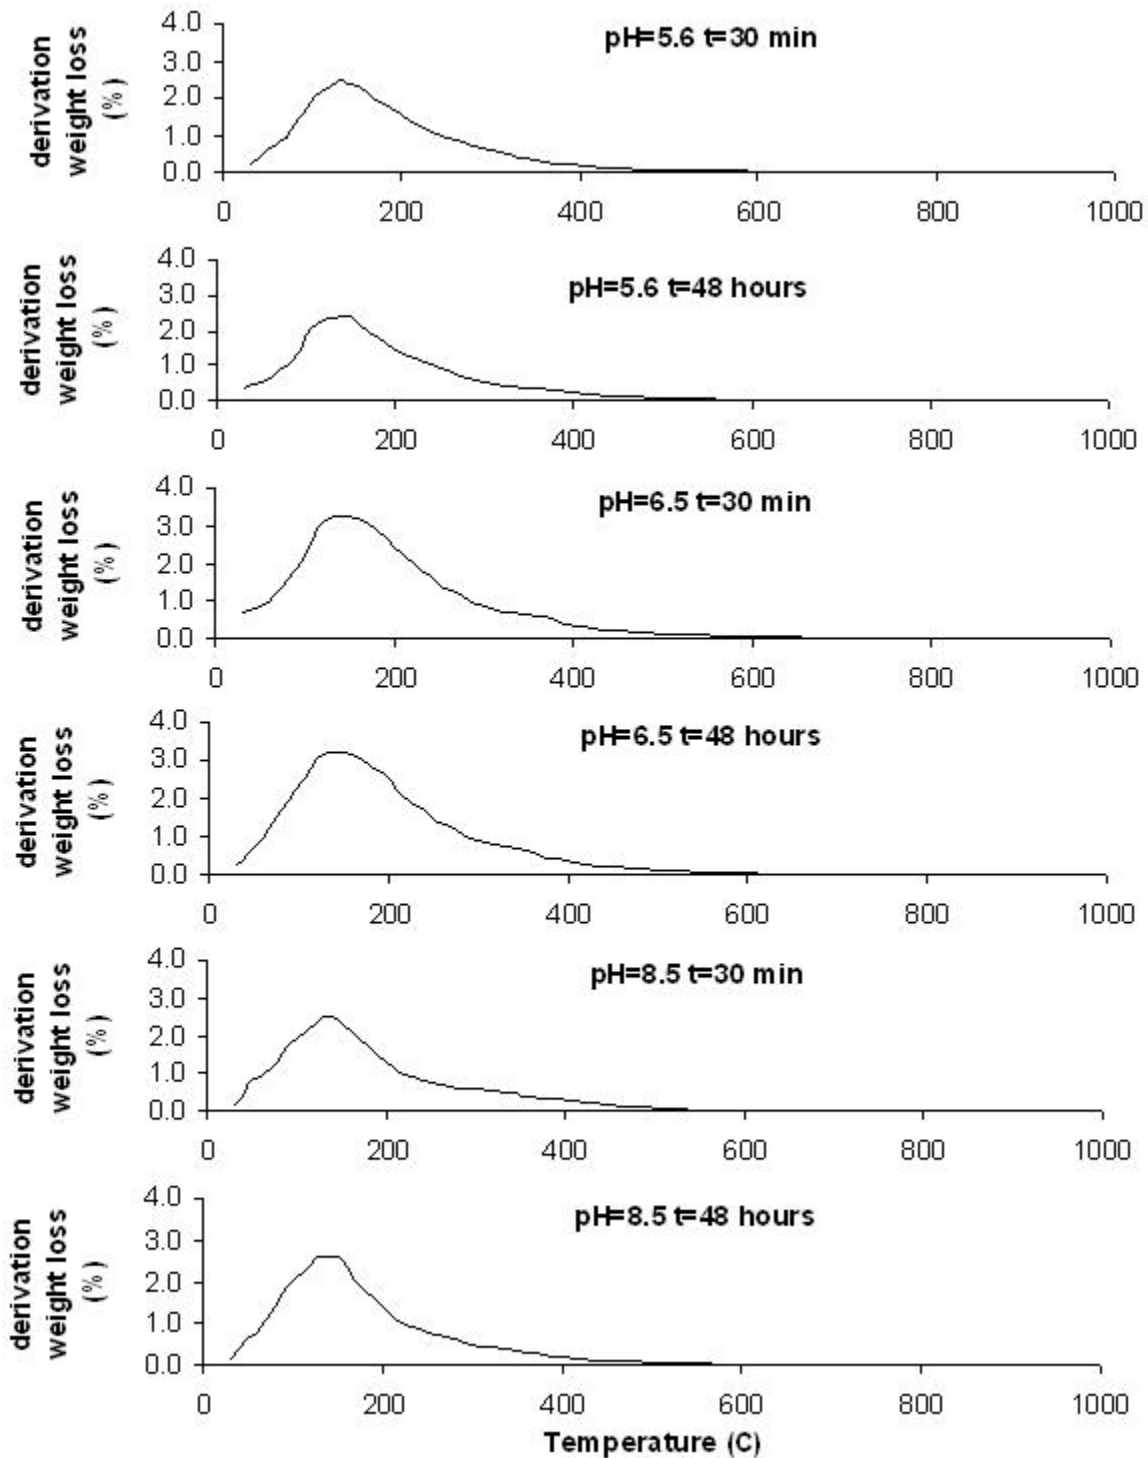 derivation
weight loss
(%)
4.0
3.0
2.0
1.0
0.0
pH=5.6 t=30 min
0 200 400 600 800 1000
derivation
weight loss
(%)
4.0
3.0
2.0
1.0
0.0
pH=5.6 t=48 hours
0 200 400 600 800 1000
derivation
weight loss
(%)
4.0
3.0
2.0
1.0
0.0
pH=6.5 t=30 min
0 200 400 600 800 1000
derivation
weight loss
(%)
4.0
3.0
2.0
1.0
0.0
pH=6.5 t=48 hours
0 200 400 600 800 1000
derivation
weight loss
(%)
4.0
3.0
2.0
1.0
0.0
pH=8.5 t=30 min
0 200 400 600 800 1000
derivation
weight loss
(%)
4.0
3.0
2.0
1.0
0.0
pH=8.5 t=48 hours
0 200 400 600 800 1000
Temperature (C)